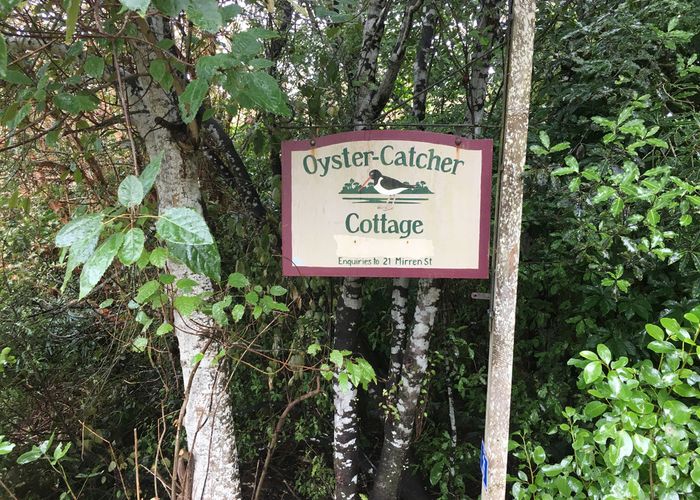 Oyster-Catcher
Cottage
Enquiries to 21 Mirren St